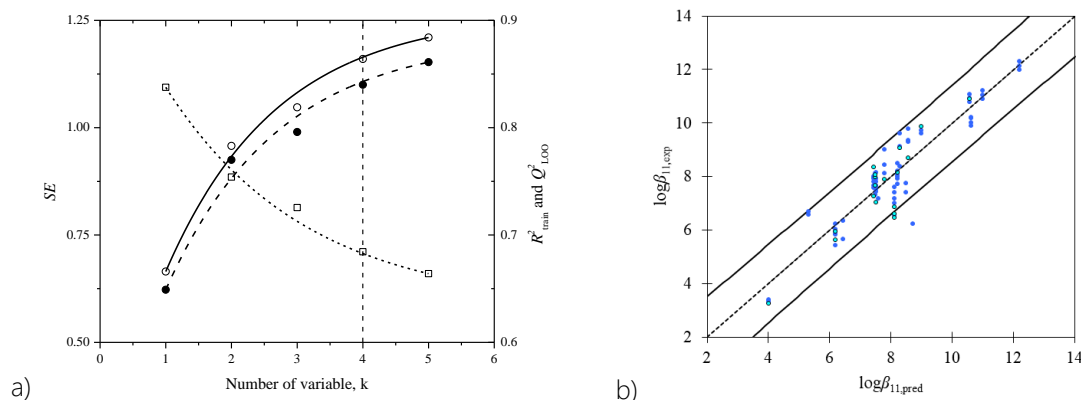 1.25
1.00
0.75
0.50
SE
0.9
0.8
0.7
0.6
R²train and Q²LOO
0 1 2 3 4 5 6
Number of variable, k
a)
14
12
10
8
6
4
2
logβ11,exp
2 4 6 8 10 12 14
logβ11,pred
b)